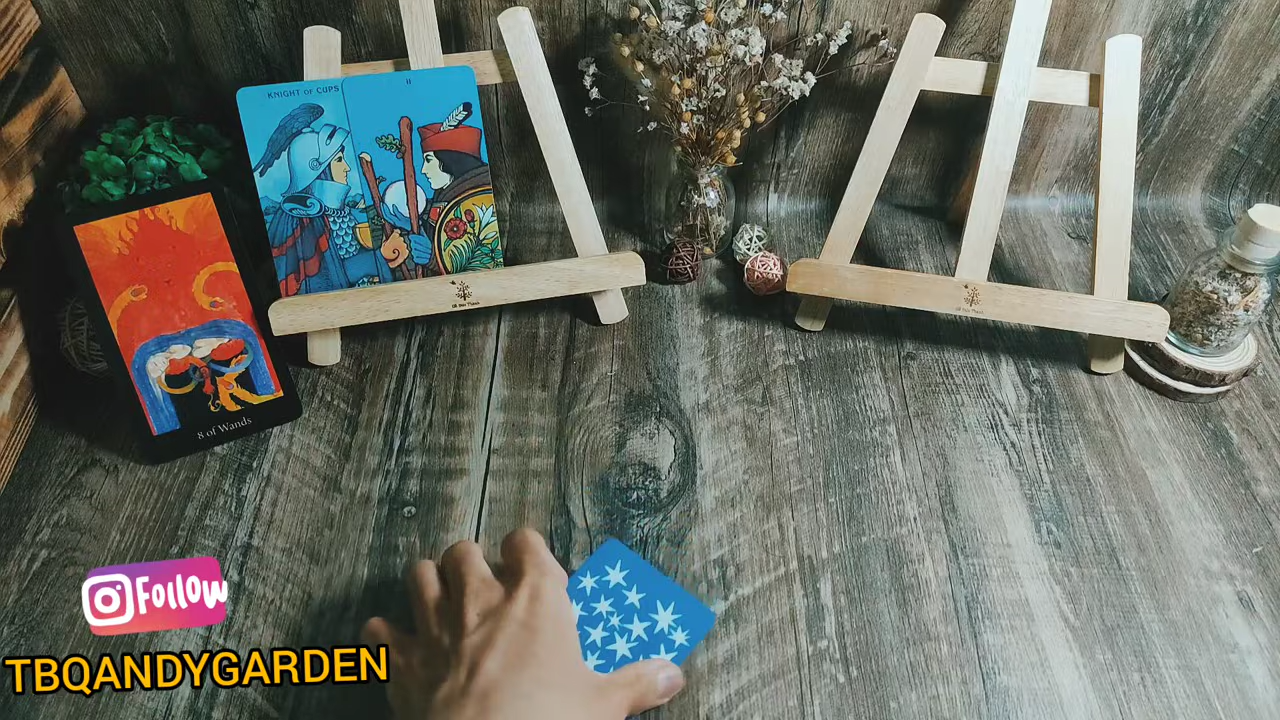 KNIGHT OF CUPS
II
8 of Wands
Follow
TBQANDYGARDEN